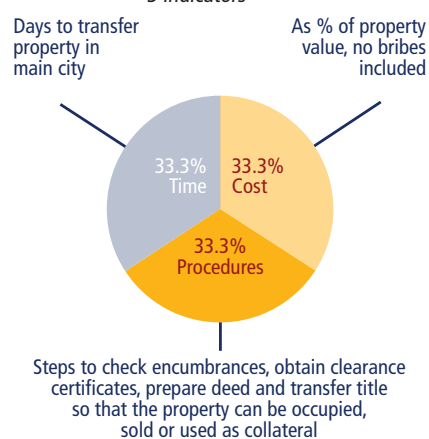 3 indicators
Days to transfer
property in
main city
As % of property
value, no bribes
included
33.3%
Time
33.3%
Cost
33.3%
Procedures
Steps to check encumbrances, obtain clearance
certificates, prepare deed and transfer title
so that the property can be occupied,
sold or used as collateral